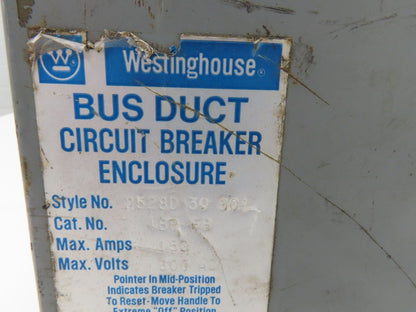 Westinghouse
BUS DUCT
CIRCUIT BREAKER
ENCLOSURE
Style No.
Cat. No.
Max. Amps
Max. Volts
Pointer In Mid-Position
Indicates Breaker Tripped
To Reset-Move Handle To
Extreme "Off" Position